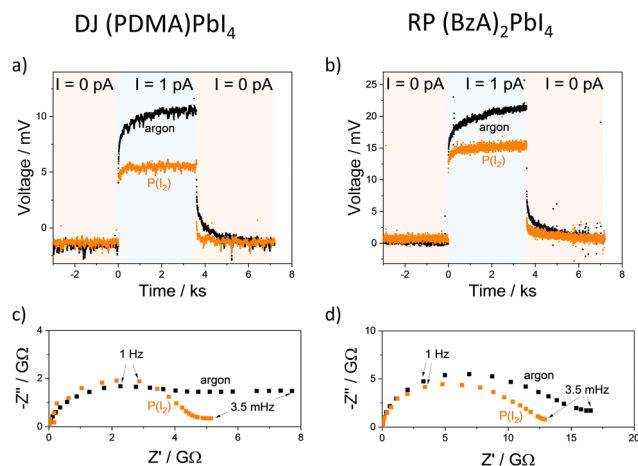 DJ (PDMA)PbI₄
RP (BzA)₂PbI₄
a)
I = 0 pA
I = 1 pA
I = 0 pA
argon
P(I₂)
Voltage / mV
10
5
0
-2
0
2
4
6
8
Time / ks
b)
I = 0 pA
I = 1 pA
I = 0 pA
argon
P(I₂)
Voltage / mV
25
20
15
10
5
0
-2
0
2
4
6
8
Time / ks
c)
-Z'' / GΩ
4
2
0
1 Hz
argon
P(I₂)
3.5 mHz
0
2
4
6
8
Z' / GΩ
d)
-Z'' / GΩ
10
5
0
1 Hz
argon
P(I₂)
3.5 mHz
0
5
10
15
20
Z' / GΩ